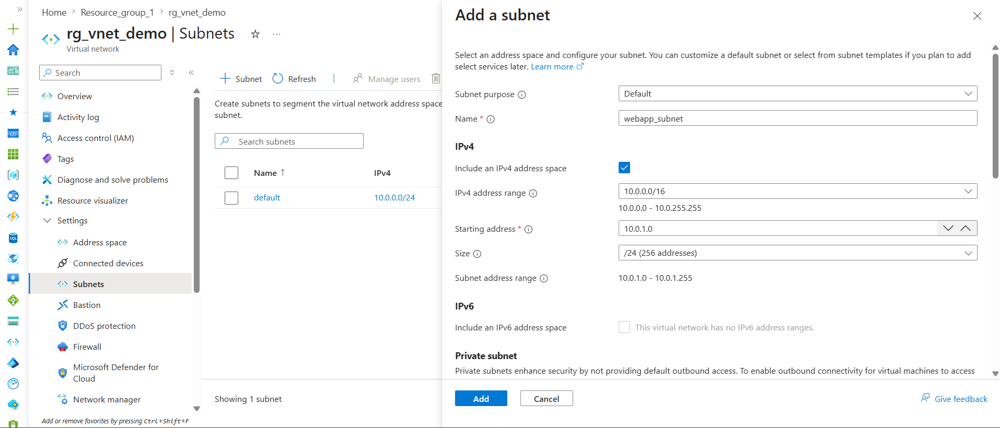 Home > Resource_group_1 > rg_vnet_demo
rg_vnet_demo | Subnets
Virtual network
Search
Overview
Activity log
Access control (IAM)
Tags
Diagnose and solve problems
Resource visualizer
Settings
Address space
Connected devices
Subnets
Bastion
DDoS protection
Firewall
Microsoft Defender for
Cloud
Network manager
Add or remove favorites by pressing Ctrl+Shift+F
Subnet Refresh | Manage users
Create subnets to segment the virtual network address space
subnet.
Search subnets
Name ↑ IPv4
default 10.0.0.0/24
Showing 1 subnet
Add a subnet
Select an address space and configure your subnet. You can customize a default subnet or select from subnet templates if you plan to add
select services later. Learn more
Subnet purpose Default
Name * webapp_subnet
IPv4
Include an IPv4 address space
IPv4 address range 10.0.0.0/16
10.0.0.0 - 10.0.255.255
Starting address * 10.0.1.0
Size /24 (256 addresses)
Subnet address range 10.0.1.0 - 10.0.1.255
IPv6
Include an IPv6 address space This virtual network has no IPv6 address ranges.
Private subnet
Private subnets enhance security by not providing default outbound access. To enable outbound connectivity for virtual machines to access
Add Cancel Give feedback
SQL